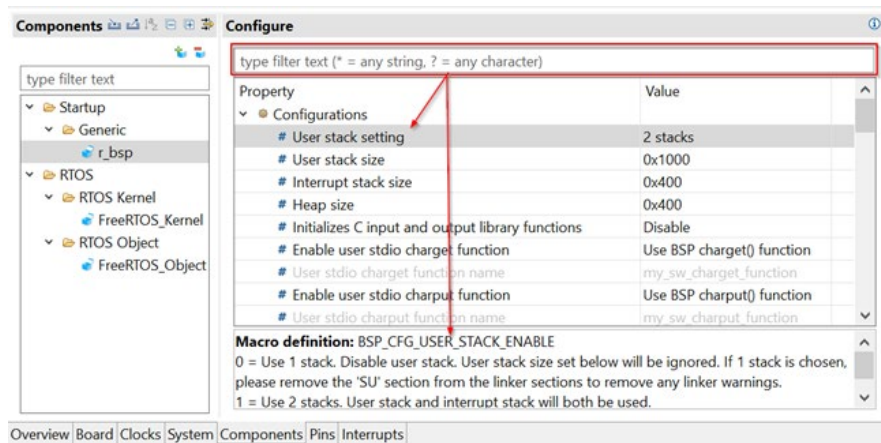 Components
Configure
type filter text
type filter text (* = any string, ? = any character)
Startup
Generic
r_bsp
RTOS
RTOS Kernel
FreeRTOS_Kernel
RTOS Object
FreeRTOS_Object
Property Value
Configurations
# User stack setting 2 stacks
# User stack size 0x1000
# Interrupt stack size 0x400
# Heap size 0x400
# Initializes C input and output library functions Disable
# Enable user stdio charget function Use BSP charget() function
# User stdio charget function name my_sw_charget_function
# Enable user stdio charput function Use BSP charput() function
# User stdio charput function name my_sw_charput_function
Macro definition: BSP_CFG_USER_STACK_ENABLE
0 = Use 1 stack. Disable user stack. User stack size set below will be ignored. If 1 stack is chosen,
please remove the 'SU' section from the linker sections to remove any linker warnings.
1 = Use 2 stacks. User stack and interrupt stack will both be used.
Overview Board Clocks System Components Pins Interrupts